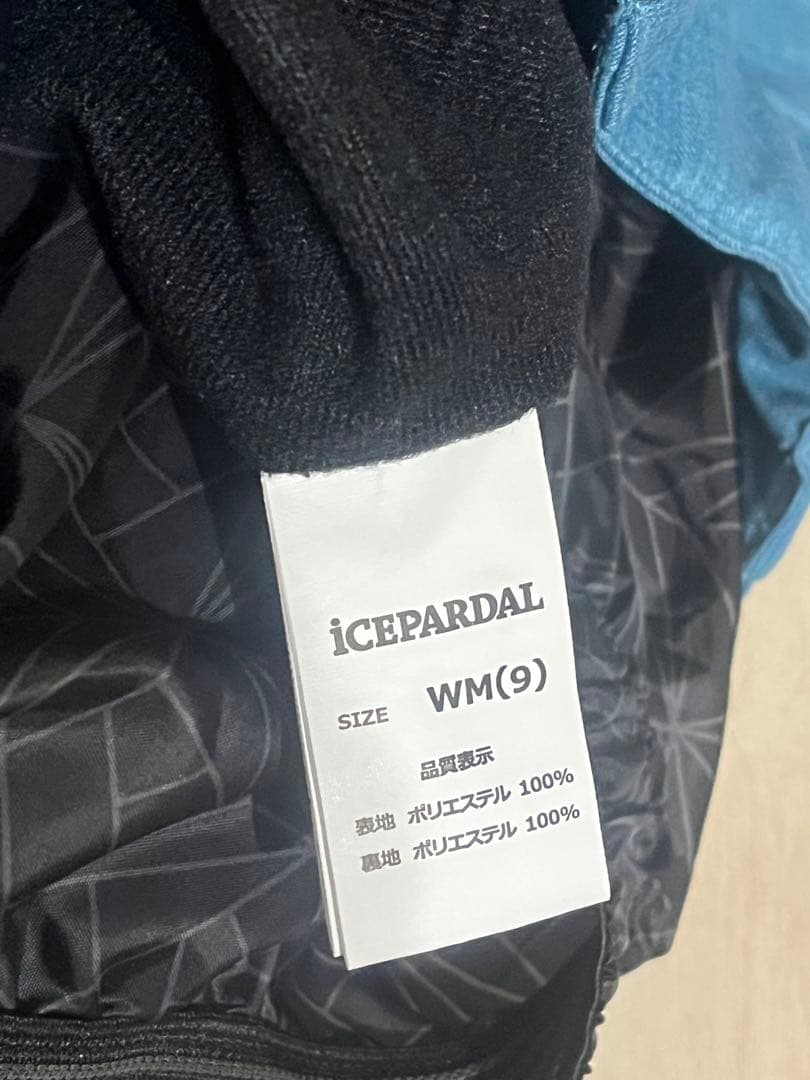 iCEPARDAL
SIZE WM(9)
品質表示
表地 ポリエステル 100%
裏地 ポリエステル 100%